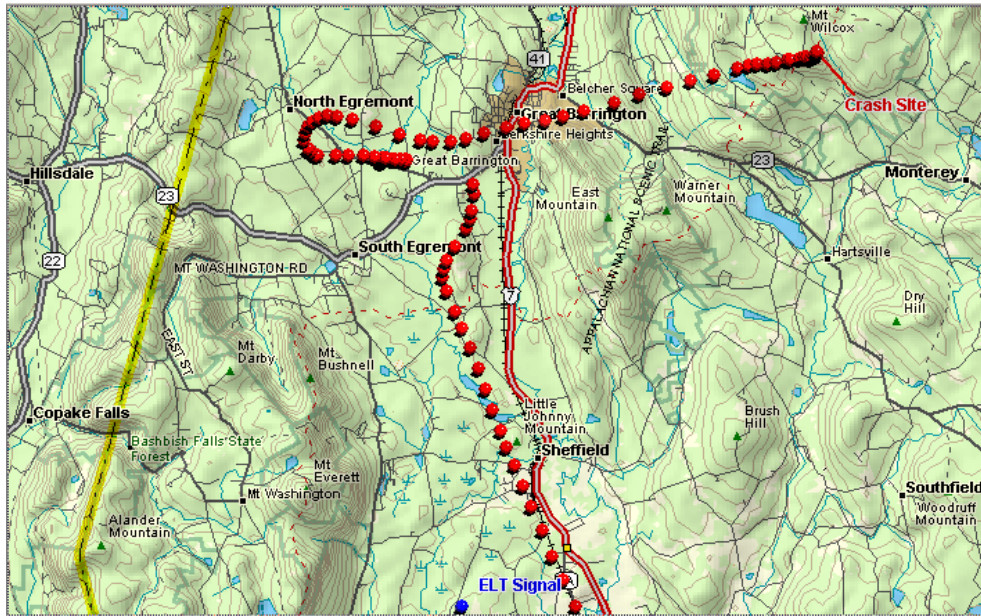 Mt
Wilcox
41
Belcher Square
Crash Site
North Egremont
Great Barrington
Berkshire Heights
Great Barrington
23
Hillsdale
Monterey
23
East
Mountain
Warner
Mountain
APPALACHIAN NATIONAL SCENIC TRAIL
South Egremont
22
MT WASHINGTON RD
Hartsville
7
Dry
Hill
EAST ST
Mt
Darby
Mt
Bushnell
Copake Falls
Little
Johnny
Mountain
Brush
Hill
Bashbish Falls State
Forest
Sheffield
Mt
Everett
Mt Washington
Southfield
Woodruff
Mountain
Alander
Mountain
ELT Signal